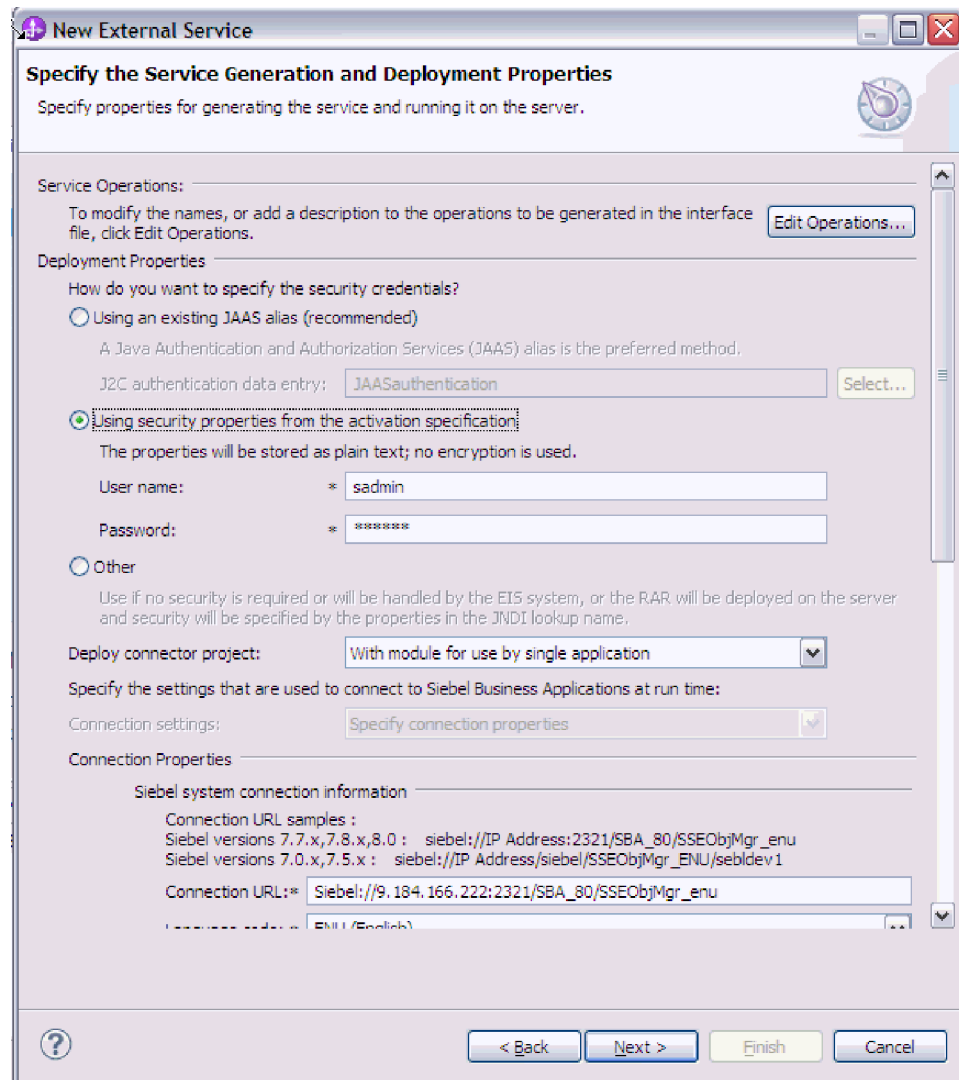 New External Service
Specify the Service Generation and Deployment Properties
Specify properties for generating the service and running it on the server.
Service Operations:
To modify the names, or add a description to the operations to be generated in the interface
file, click Edit Operations.
Edit Operations...
Deployment Properties
How do you want to specify the security credentials?
Using an existing JAAS alias (recommended)
A Java Authentication and Authorization Services (JAAS) alias is the preferred method.
J2C authentication data entry: JAASauthentication Select...
Using security properties from the activation specification
The properties will be stored as plain text; no encryption is used.
User name: * sadmin
Password: * ******
Other
Use if no security is required or will be handled by the EIS system, or the RAR will be deployed on the server
and security will be specified by the properties in the JNDI lookup name.
Deploy connector project: With module for use by single application
Specify the settings that are used to connect to Siebel Business Applications at run time:
Connection settings: Specify connection properties
Connection Properties
Siebel system connection information
Connection URL samples :
Siebel versions 7.7.x,7.8.x,8.0 : siebel://IP Address:2321/SBA_80/SSEObjMgr_enu
Siebel versions 7.0.x,7.5.x : siebel://IP Address/siebel/SSEObjMgr_ENU/sebldev1
Connection URL:* Siebel://9.184.166.222:2321/SBA_80/SSEObjMgr_enu
Language code: * ENU (English)
? < Back Next > Finish Cancel